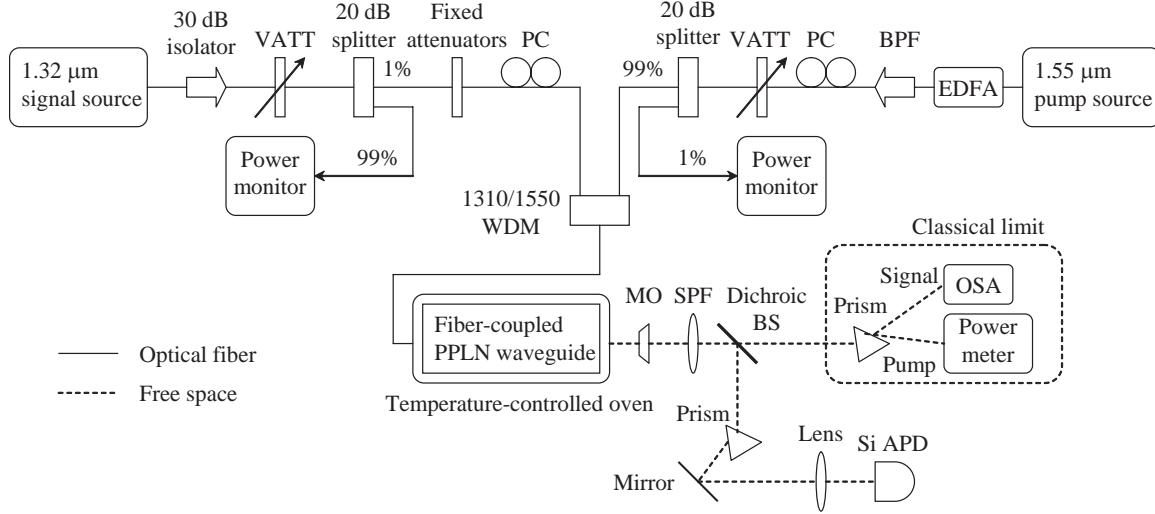 30 dB
isolator
20 dB
splitter
Fixed
attenuators
20 dB
splitter
VATT
PC
VATT
PC
BPF
1.32 μm
signal source
1%
99%
EDFA
1.55 μm
pump source
Power
monitor
99%
1%
Power
monitor
1310/1550
WDM
Classical limit
Signal
OSA
MO
SPF
Dichroic
BS
Prism
Fiber-coupled
PPLN waveguide
Power
meter
Pump
Optical fiber
Free space
Temperature-controlled oven
Prism
Lens
Si APD
Mirror